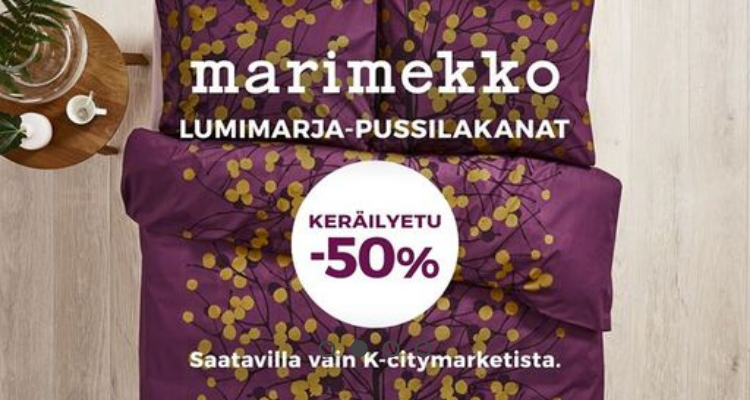 marimekko
LUMIMARJA-PUSSILAKANAT
KERÄILYETU
-50%
Saatavilla vain K-citymarketista.